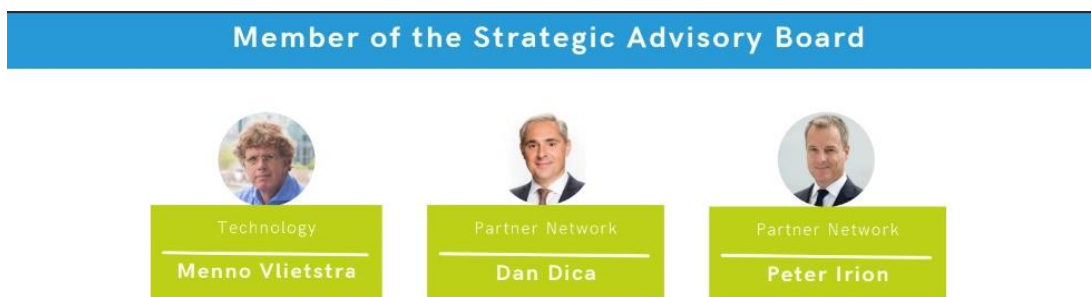 Member of the Strategic Advisory Board
Technology
Menno Vlietstra
Partner Network
Dan Dica
Partner Network
Peter Irion